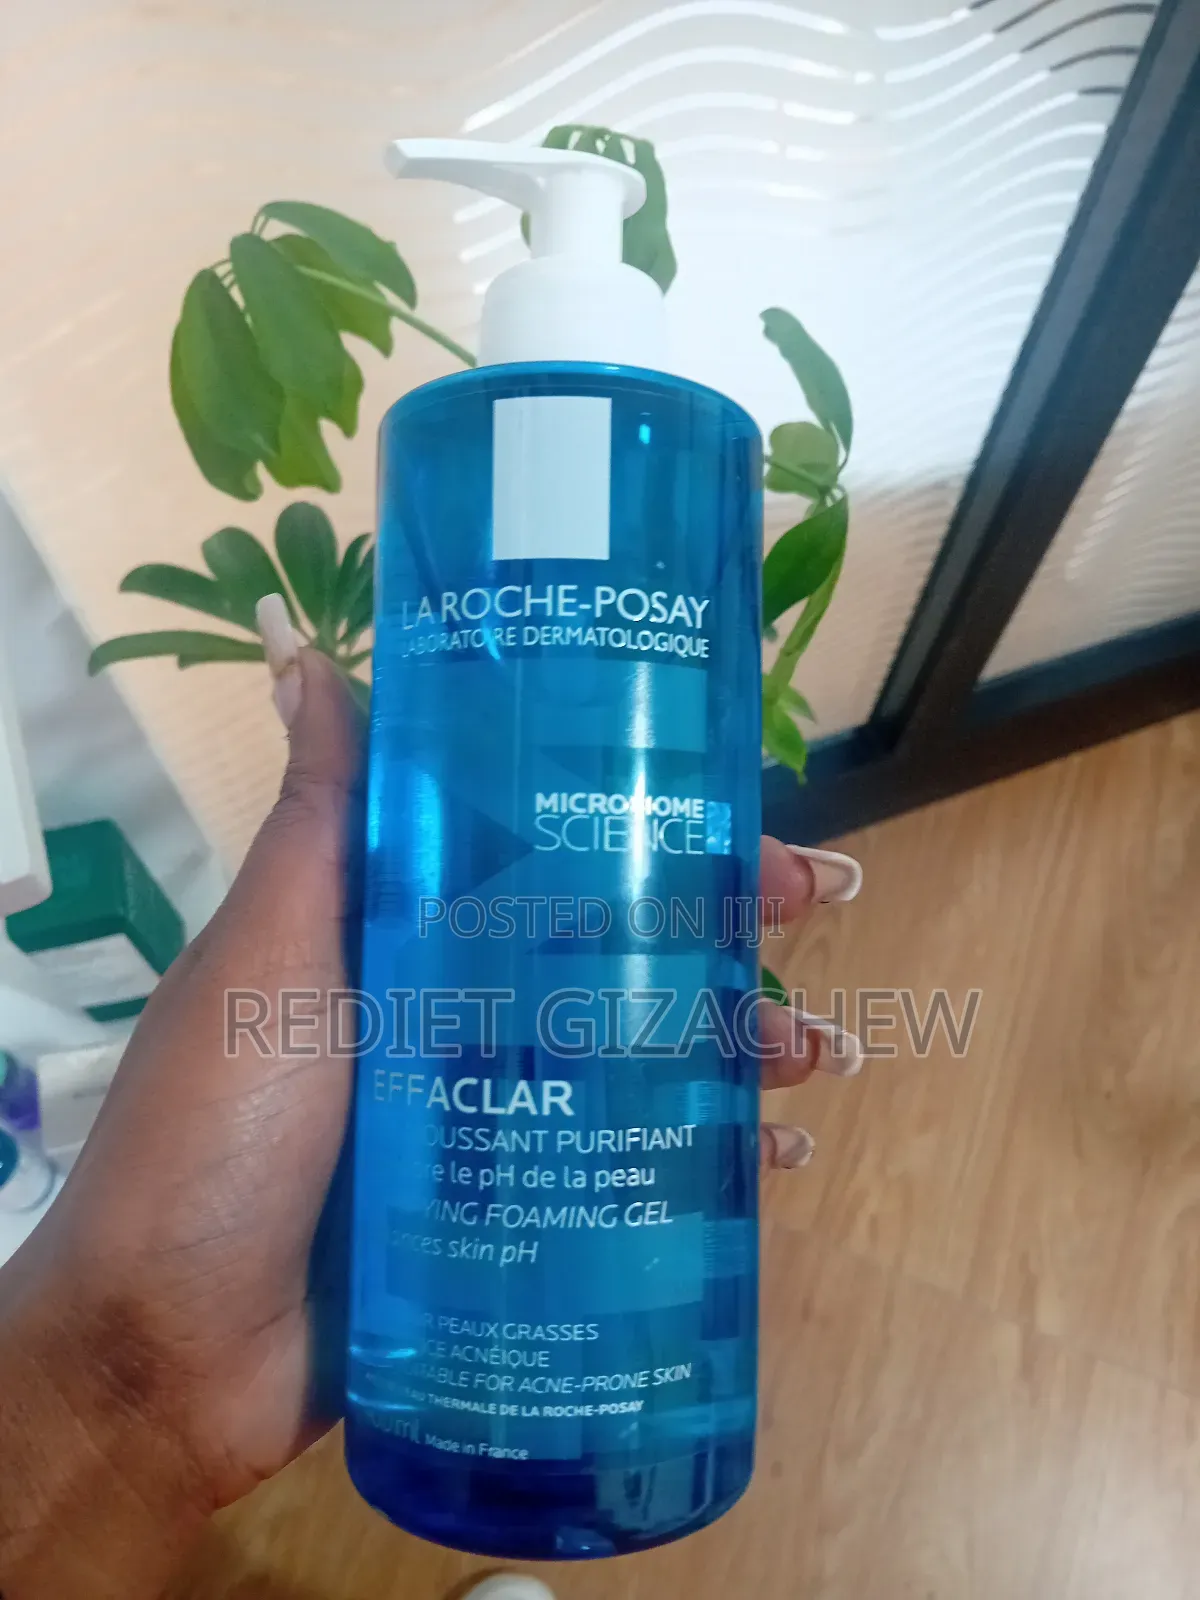 LA ROCHE-POSAY
LABORATOIRE DERMATOLOGIQUE
MICROBIOME
SCIENCE
POSTED ON JIJI
REDIET GIZACHEW
EFFACLAR
PURIFIANT
le pH de la peau
FOAMING GEL
skin pH
PEAUX GRASSES
ACNÉIQUE
FOR ACNE-PRONE SKIN
THERMALE DE LA ROCHE-POSAY
ml Made in France